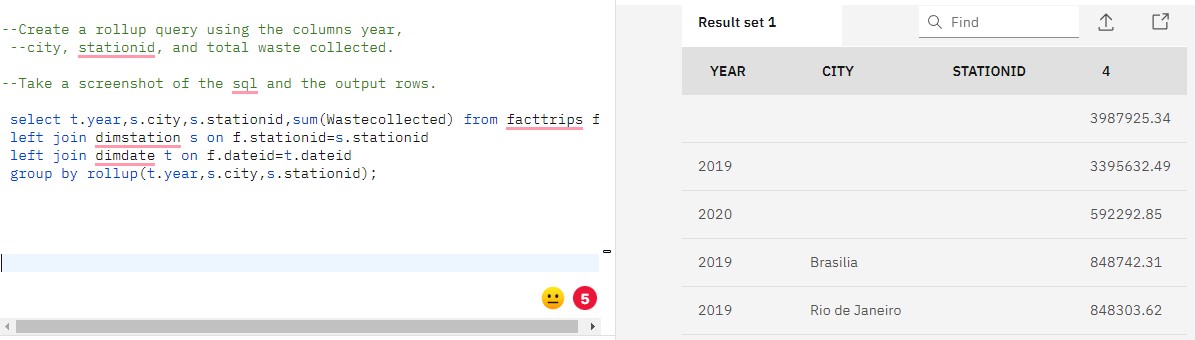 --Create a rollup query using the columns year,
--city, stationid, and total waste collected.
--Take a screenshot of the sql and the output rows.
select t.year,s.city,s.stationid,sum(Wastecollected) from facttrips f
left join dimstation s on f.stationid=s.stationid
left join dimdate t on f.dateid=t.dateid
group by rollup(t.year,s.city,s.stationid);
5
Result set 1
Find
YEAR CITY STATIONID 4
3987925.34
2019 3395632.49
2020 592292.85
2019 Brasilia 848742.31
2019 Rio de Janeiro 848303.62